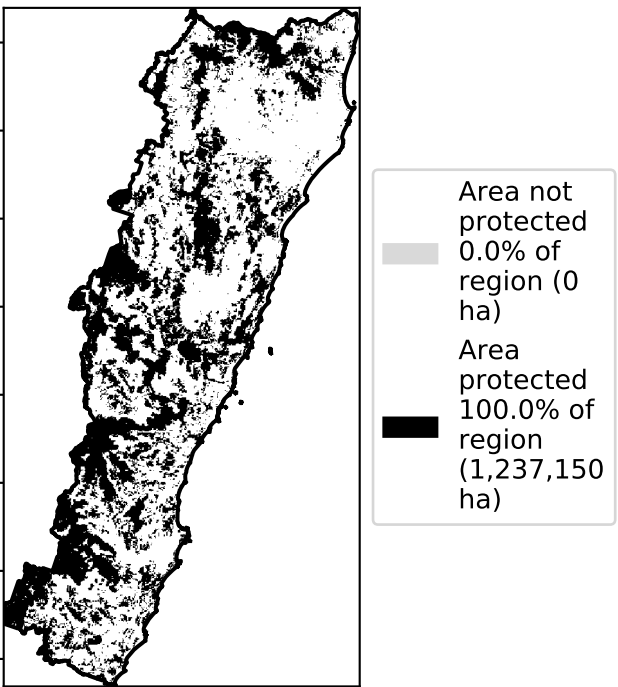 Area not
protected
0.0% of
region (0
ha)
Area
protected
100.0% of
region
(1,237,150
ha)